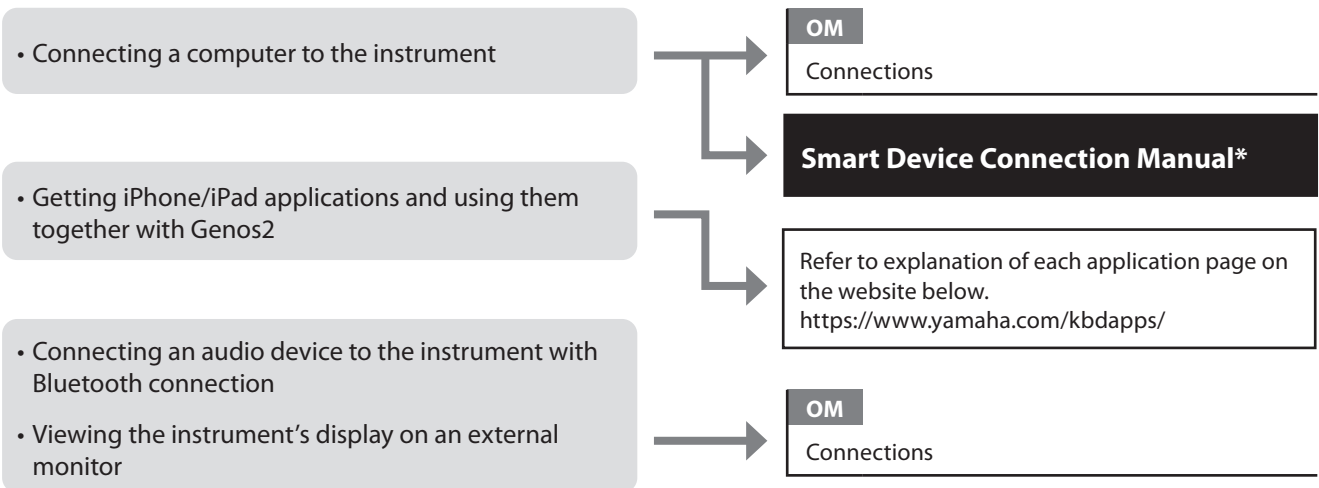 • Connecting a computer to the instrument
OM
Connections
Smart Device Connection Manual*
• Getting iPhone/iPad applications and using them
together with Genos2
Refer to explanation of each application page on
the website below.
https://www.yamaha.com/kbdapps/
• Connecting an audio device to the instrument with
Bluetooth connection
• Viewing the instrument’s display on an external
monitor
OM
Connections